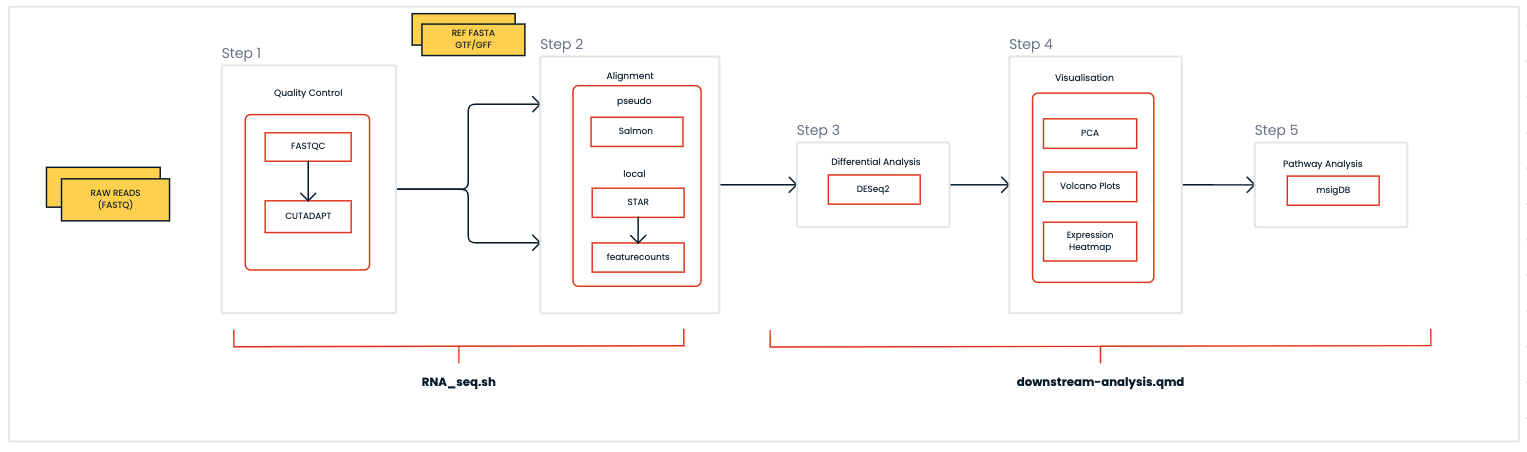 RAW READS
(FASTQ)
Step 1
Quality Control
FASTQC
CUTADAPT
REF FASTA
GTF/GFF
Step 2
Alignment
pseudo
Salmon
local
STAR
featurecounts
Step 3
Differential Analysis
DESeq2
Step 4
Visualisation
PCA
Volcano Plots
Expression
Heatmap
Step 5
Pathway Analysis
msigDB
RNA_seq.sh
downstream-analysis.qmd